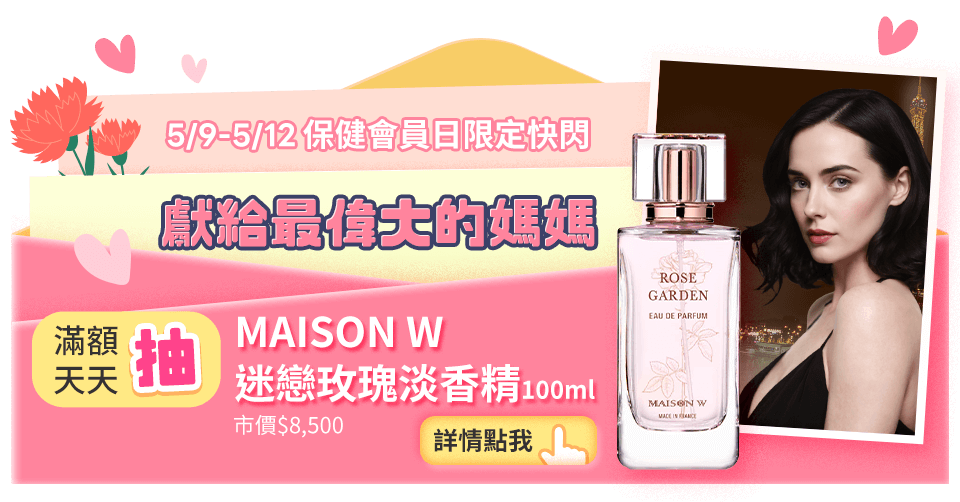 5/9-5/12 保健會員日限定快閃
獻給最偉大的媽媽
滿額
天天
抽
MAISON W
迷戀玫瑰淡香精100ml
市價$8,500
詳情點我
ROSE
GARDEN
EAU DE PARFUM
MAISON W
MADE IN FRANCE